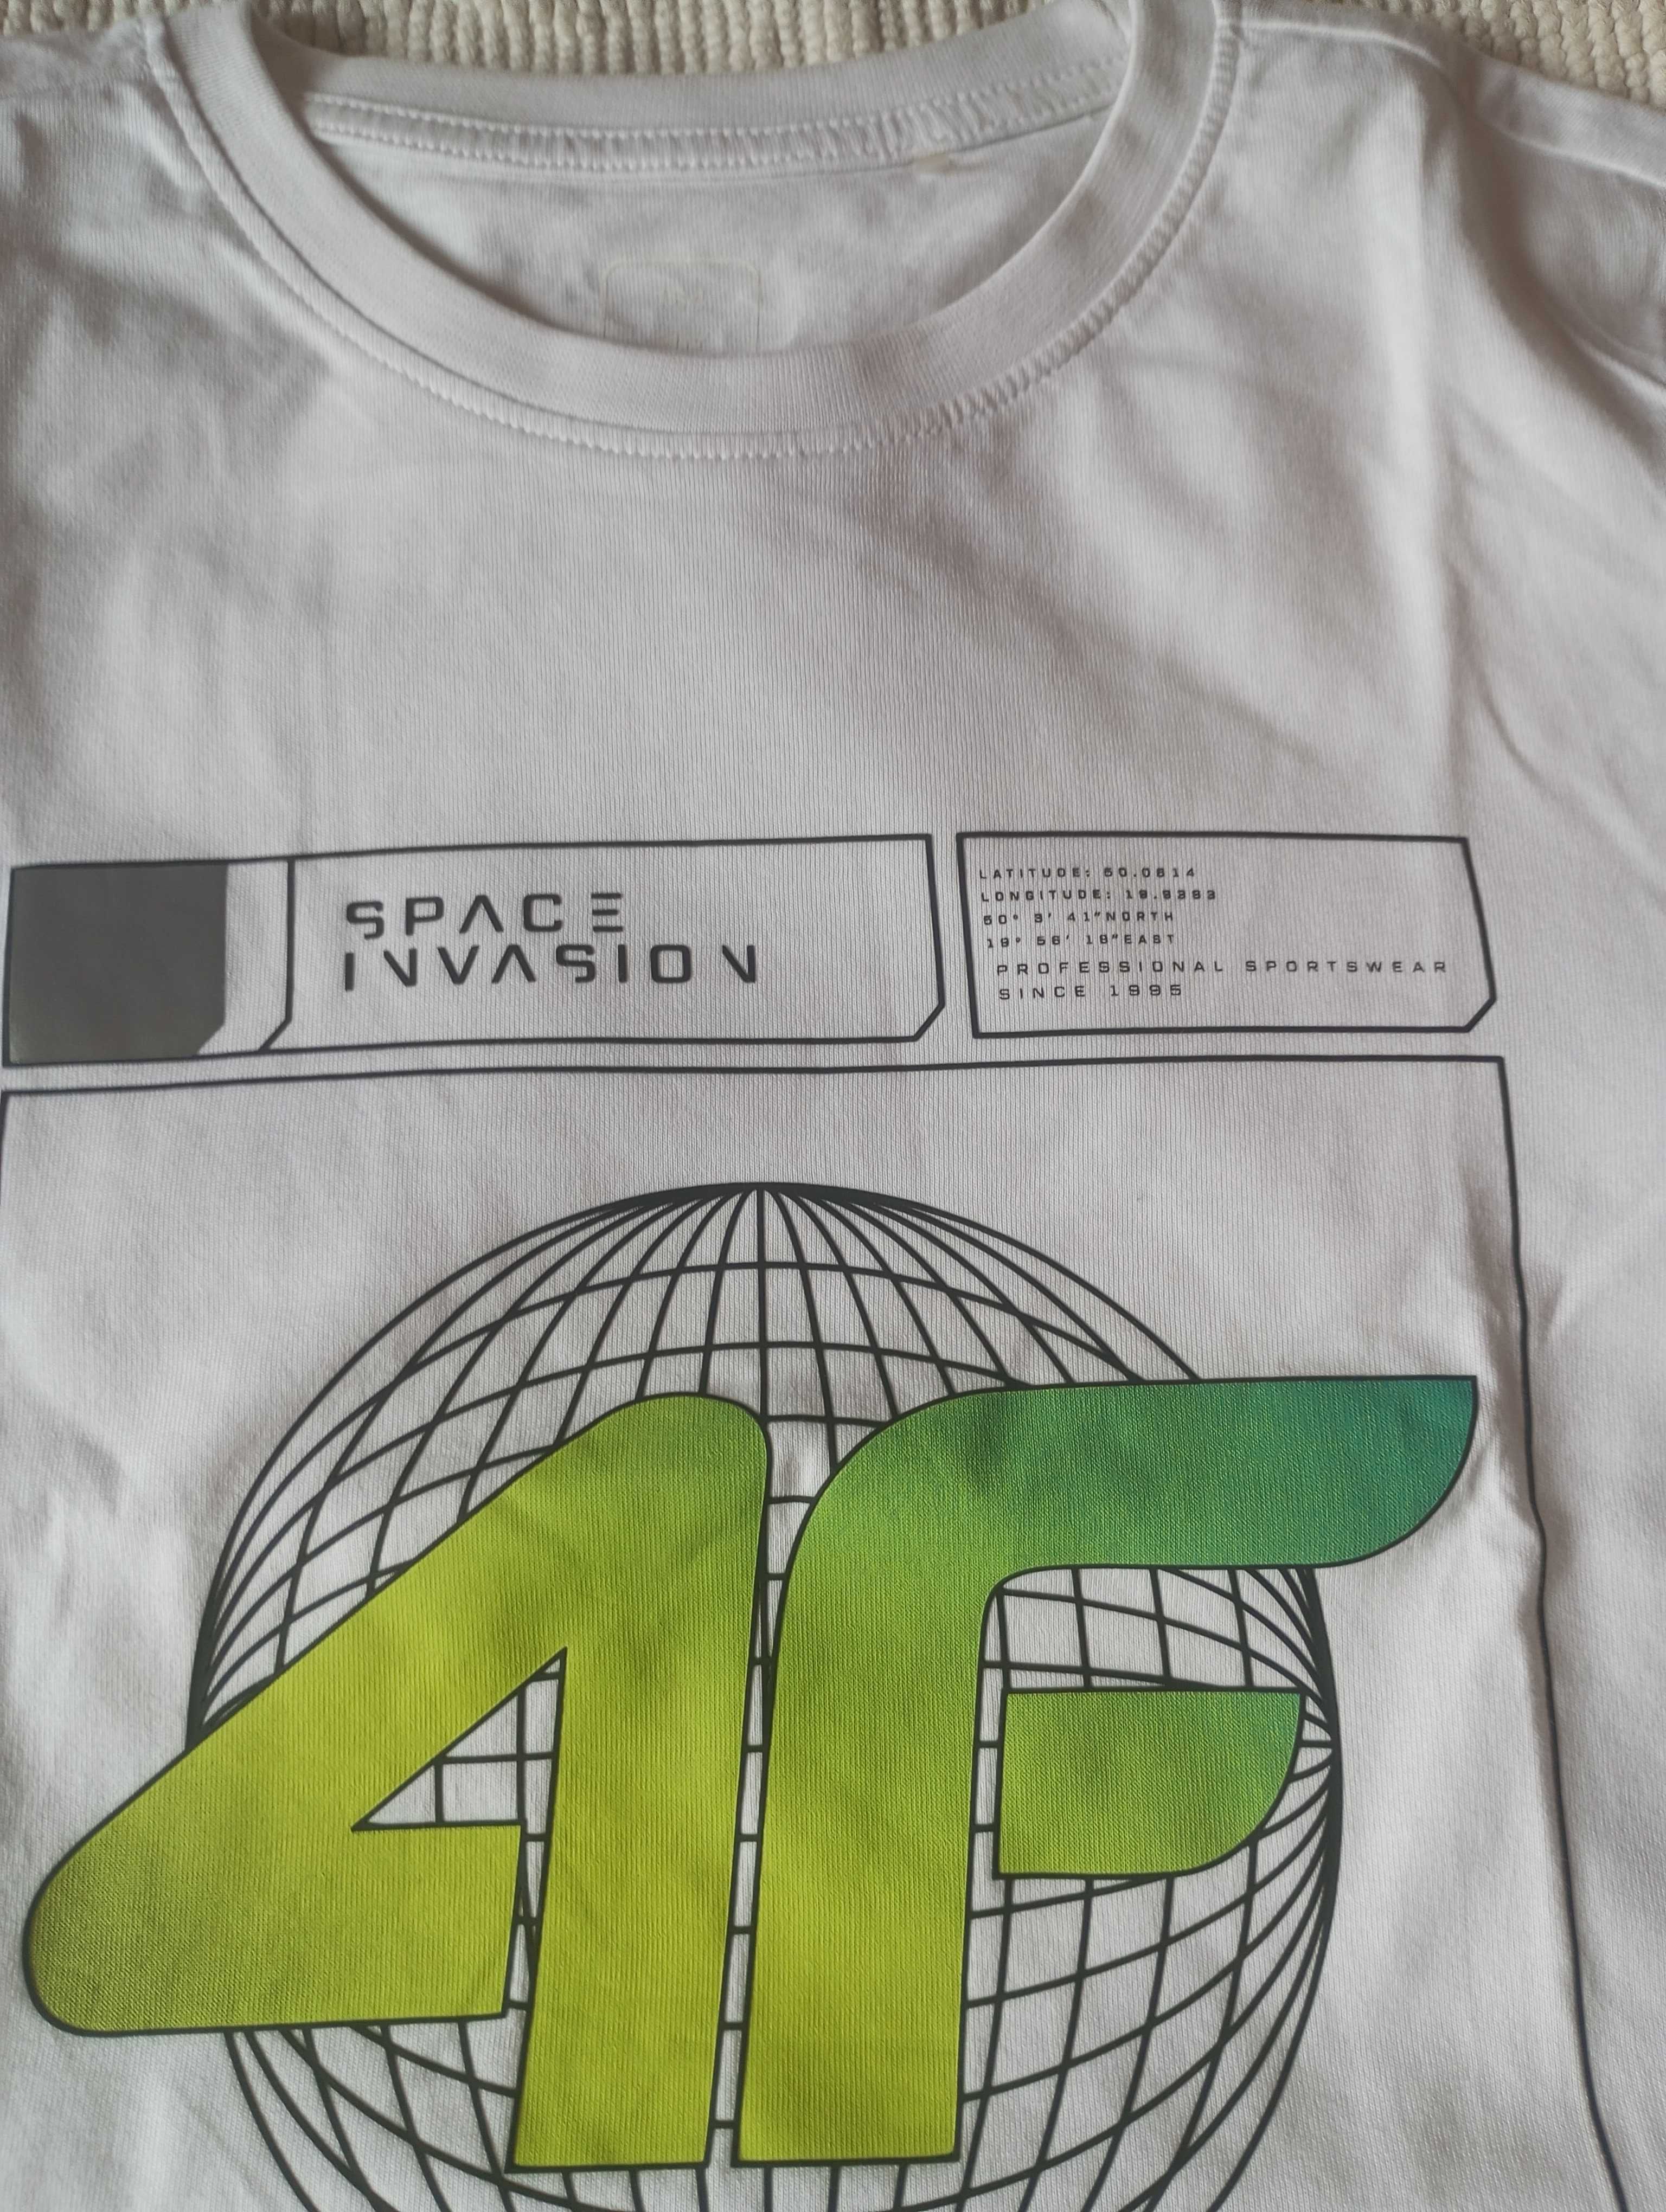 SPACE
INVASION
LATITUDE: 50.0614
LONGITUDE: 19.9383
50° 3' 41"NORTH
19° 56' 18"EAST
PROFESSIONAL SPORTSWEAR
SINCE 1995
4F